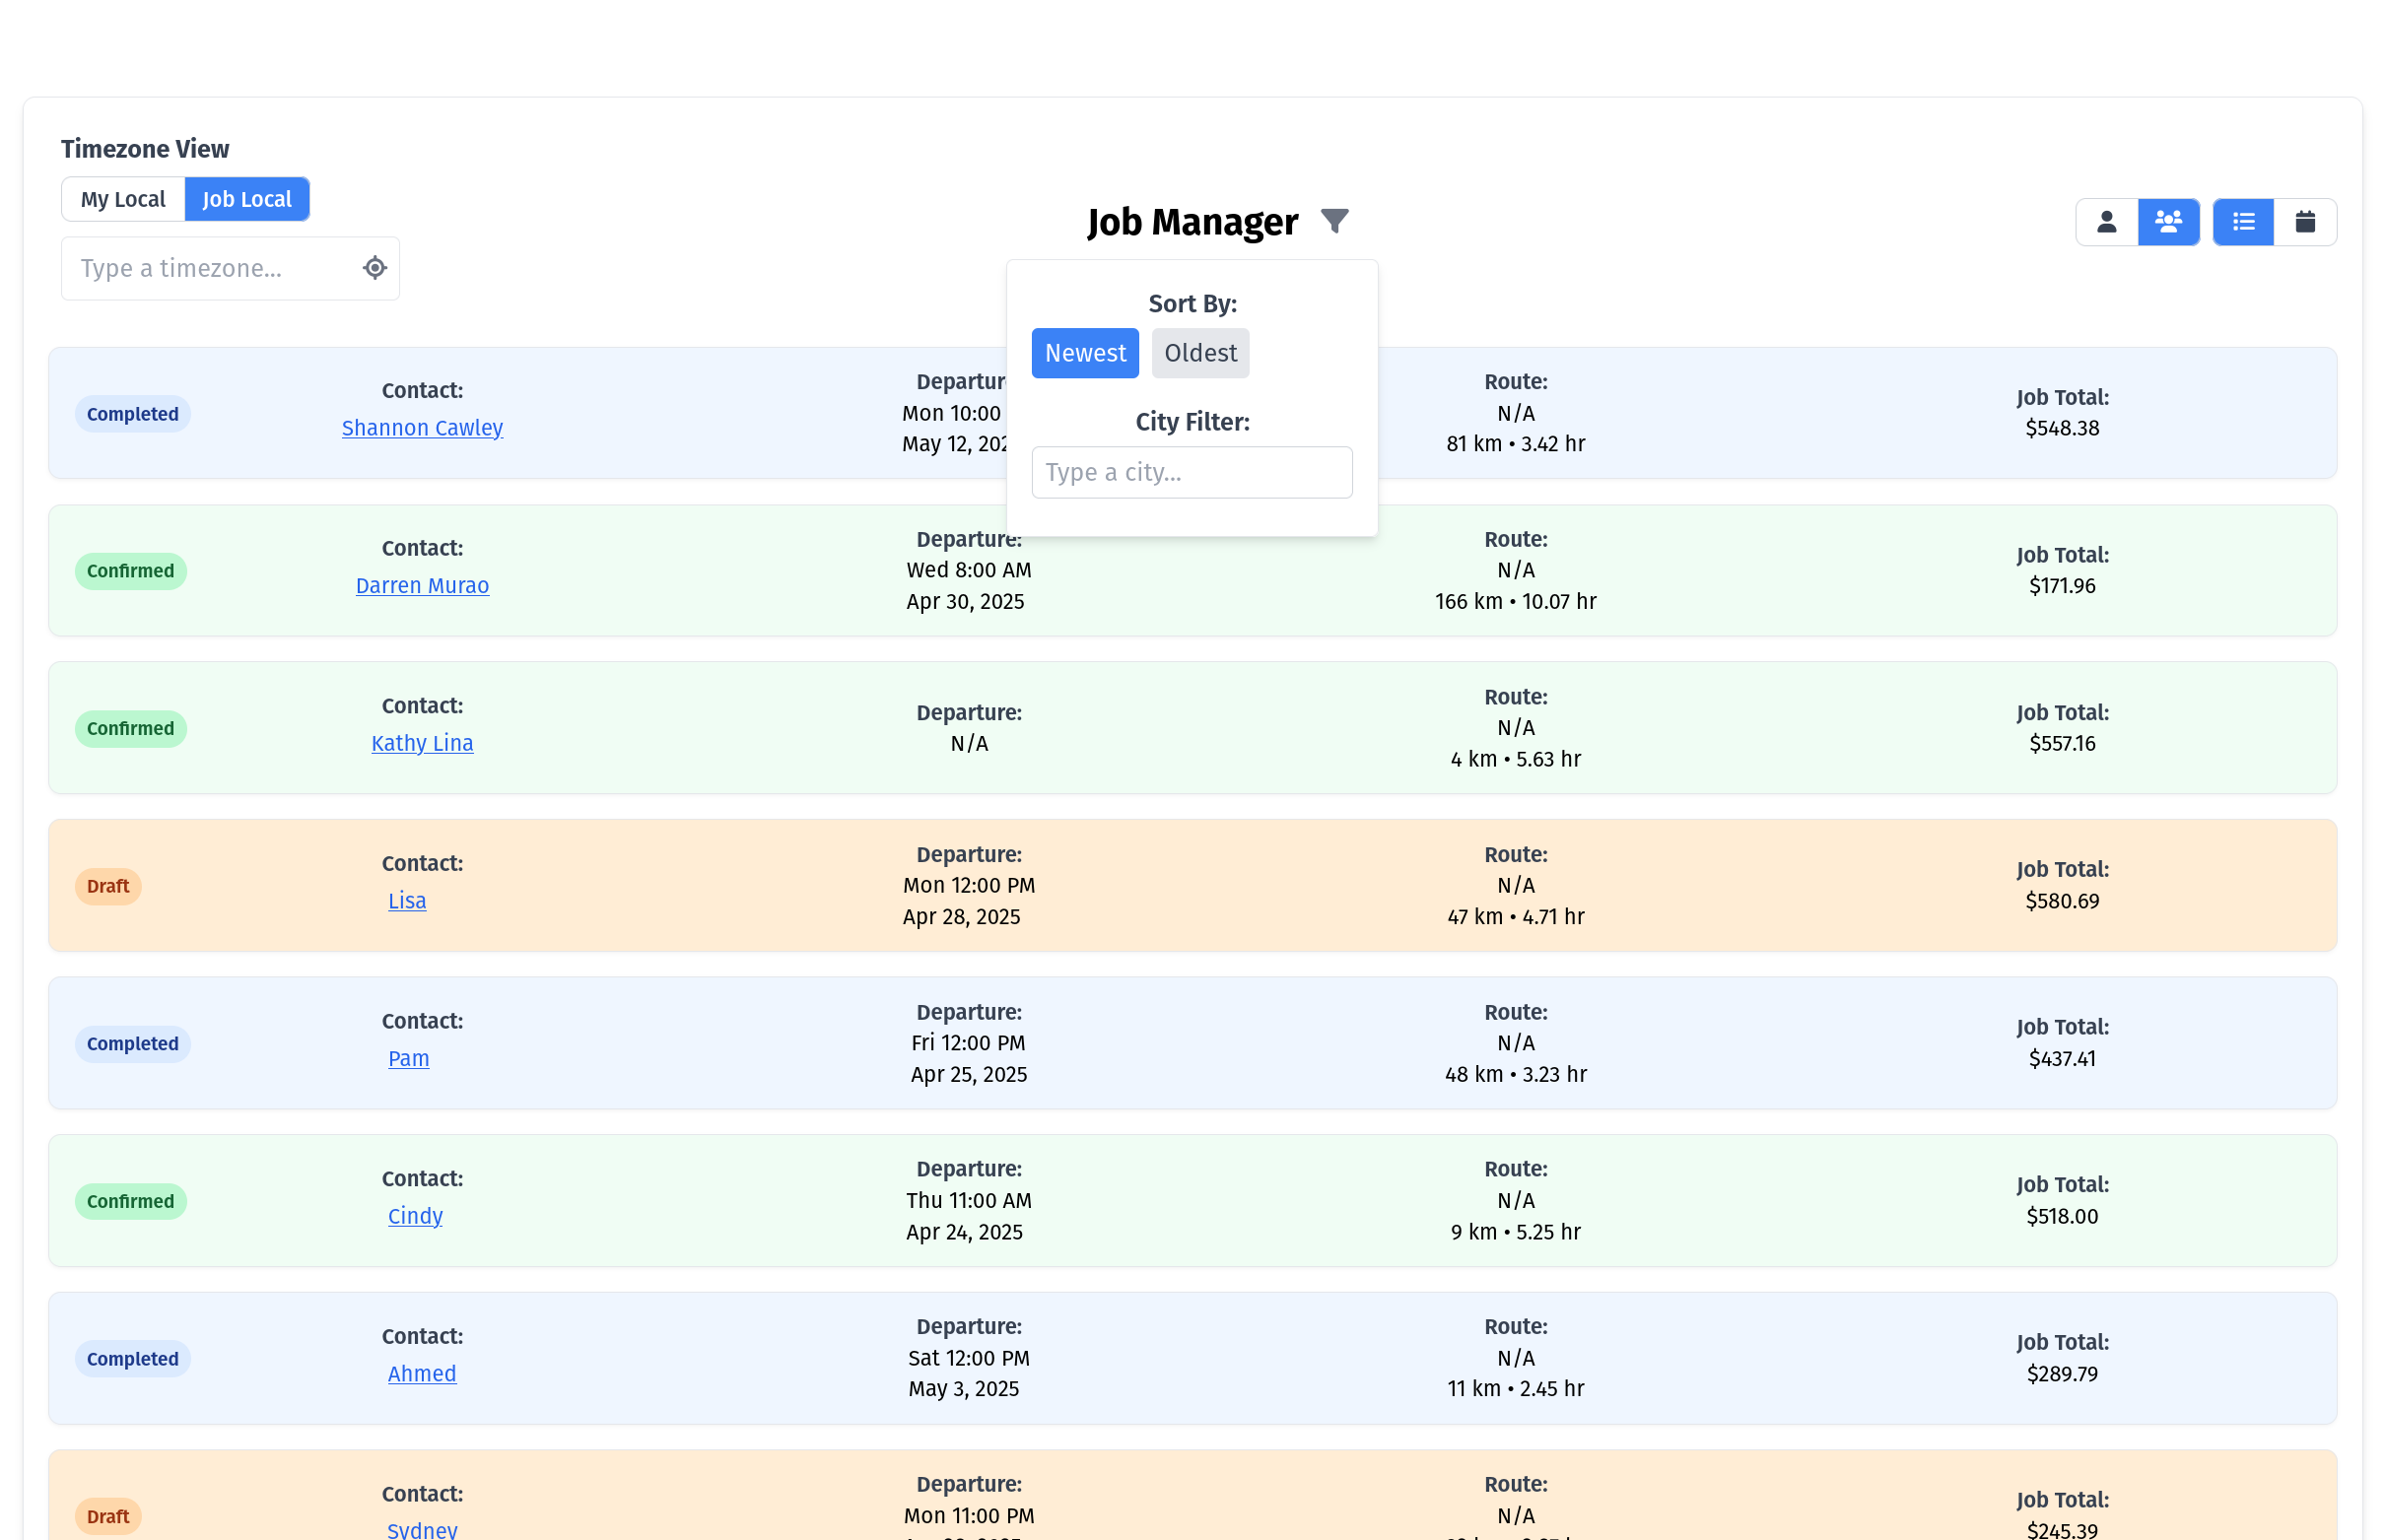 Timezone View
My Local Job Local
Type a timezone...
Job Manager
Sort By:
Newest Oldest
City Filter:
Type a city...
Completed
Contact:
Shannon Cawley
Mon 10:00
May 12,
Route:
N/A
81 km • 3.42 hr
Job Total:
$548.38
Confirmed
Contact:
Darren Murao
Departure:
Wed 8:00 AM
Apr 30, 2025
Route:
N/A
166 km • 10.07 hr
Job Total:
$171.96
Confirmed
Contact:
Kathy Lina
Departure:
N/A
Route:
N/A
4 km • 5.63 hr
Job Total:
$557.16
Draft
Contact:
Lisa
Departure:
Mon 12:00 PM
Apr 28, 2025
Route:
N/A
47 km • 4.71 hr
Job Total:
$580.69
Completed
Contact:
Pam
Departure:
Fri 12:00 PM
Apr 25, 2025
Route:
N/A
48 km • 3.23 hr
Job Total:
$437.41
Confirmed
Contact:
Cindy
Departure:
Thu 11:00 AM
Apr 24, 2025
Route:
N/A
9 km • 5.25 hr
Job Total:
$518.00
Completed
Contact:
Ahmed
Departure:
Sat 12:00 PM
May 3, 2025
Route:
N/A
11 km • 2.45 hr
Job Total:
$289.79
Draft
Contact:
Sydney
Departure:
Mon 11:00 PM
Route:
N/A
Job Total:
$245.39